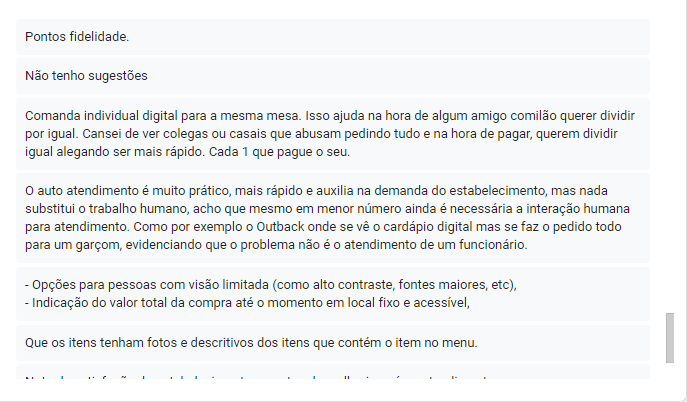 Pontos fidelidade.
Não tenho sugestões
Comanda individual digital para a mesma mesa. Isso ajuda na hora de algum amigo comilão querer dividir
por igual. Cansei de ver colegas ou casais que abusam pedindo tudo e na hora de pagar, querem dividir
igual alegando ser mais rápido. Cada 1 que pague o seu.
O auto atendimento é muito prático, mais rápido e auxilia na demanda do estabelecimento, mas nada
substitui o trabalho humano, acho que mesmo em menor número ainda é necessária a interação humana
para atendimento. Como por exemplo o Outback onde se vê o cardápio digital mas se faz o pedido todo
para um garçom, evidenciando que o problema não é o atendimento de um funcionário.
- Opções para pessoas com visão limitada (como alto contraste, fontes maiores, etc),
- Indicação do valor total da compra até o momento em local fixo e acessível,
Que os itens tenham fotos e descritivos dos itens que contém o item no menu.